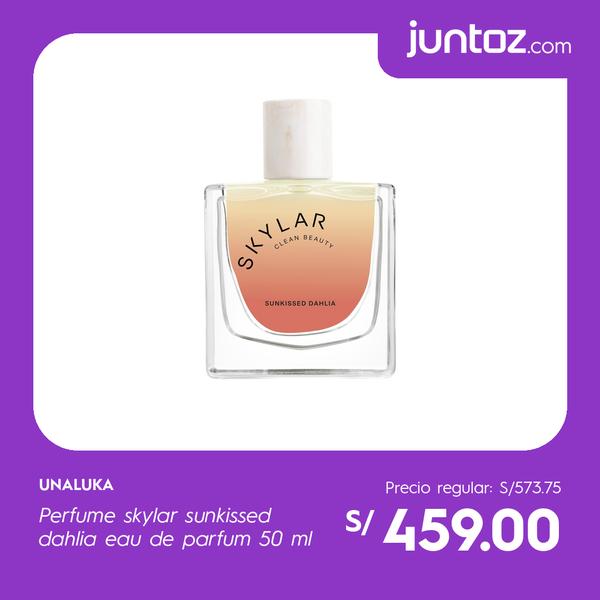 juntoz.com
SKYLAR
CLEAN BEAUTY
SUNKISSED DAHLIA
UNALUKA
Perfume skylar sunkissed
dahlia eau de parfum 50 ml
Precio regular: S/573.75
S/ 459.00